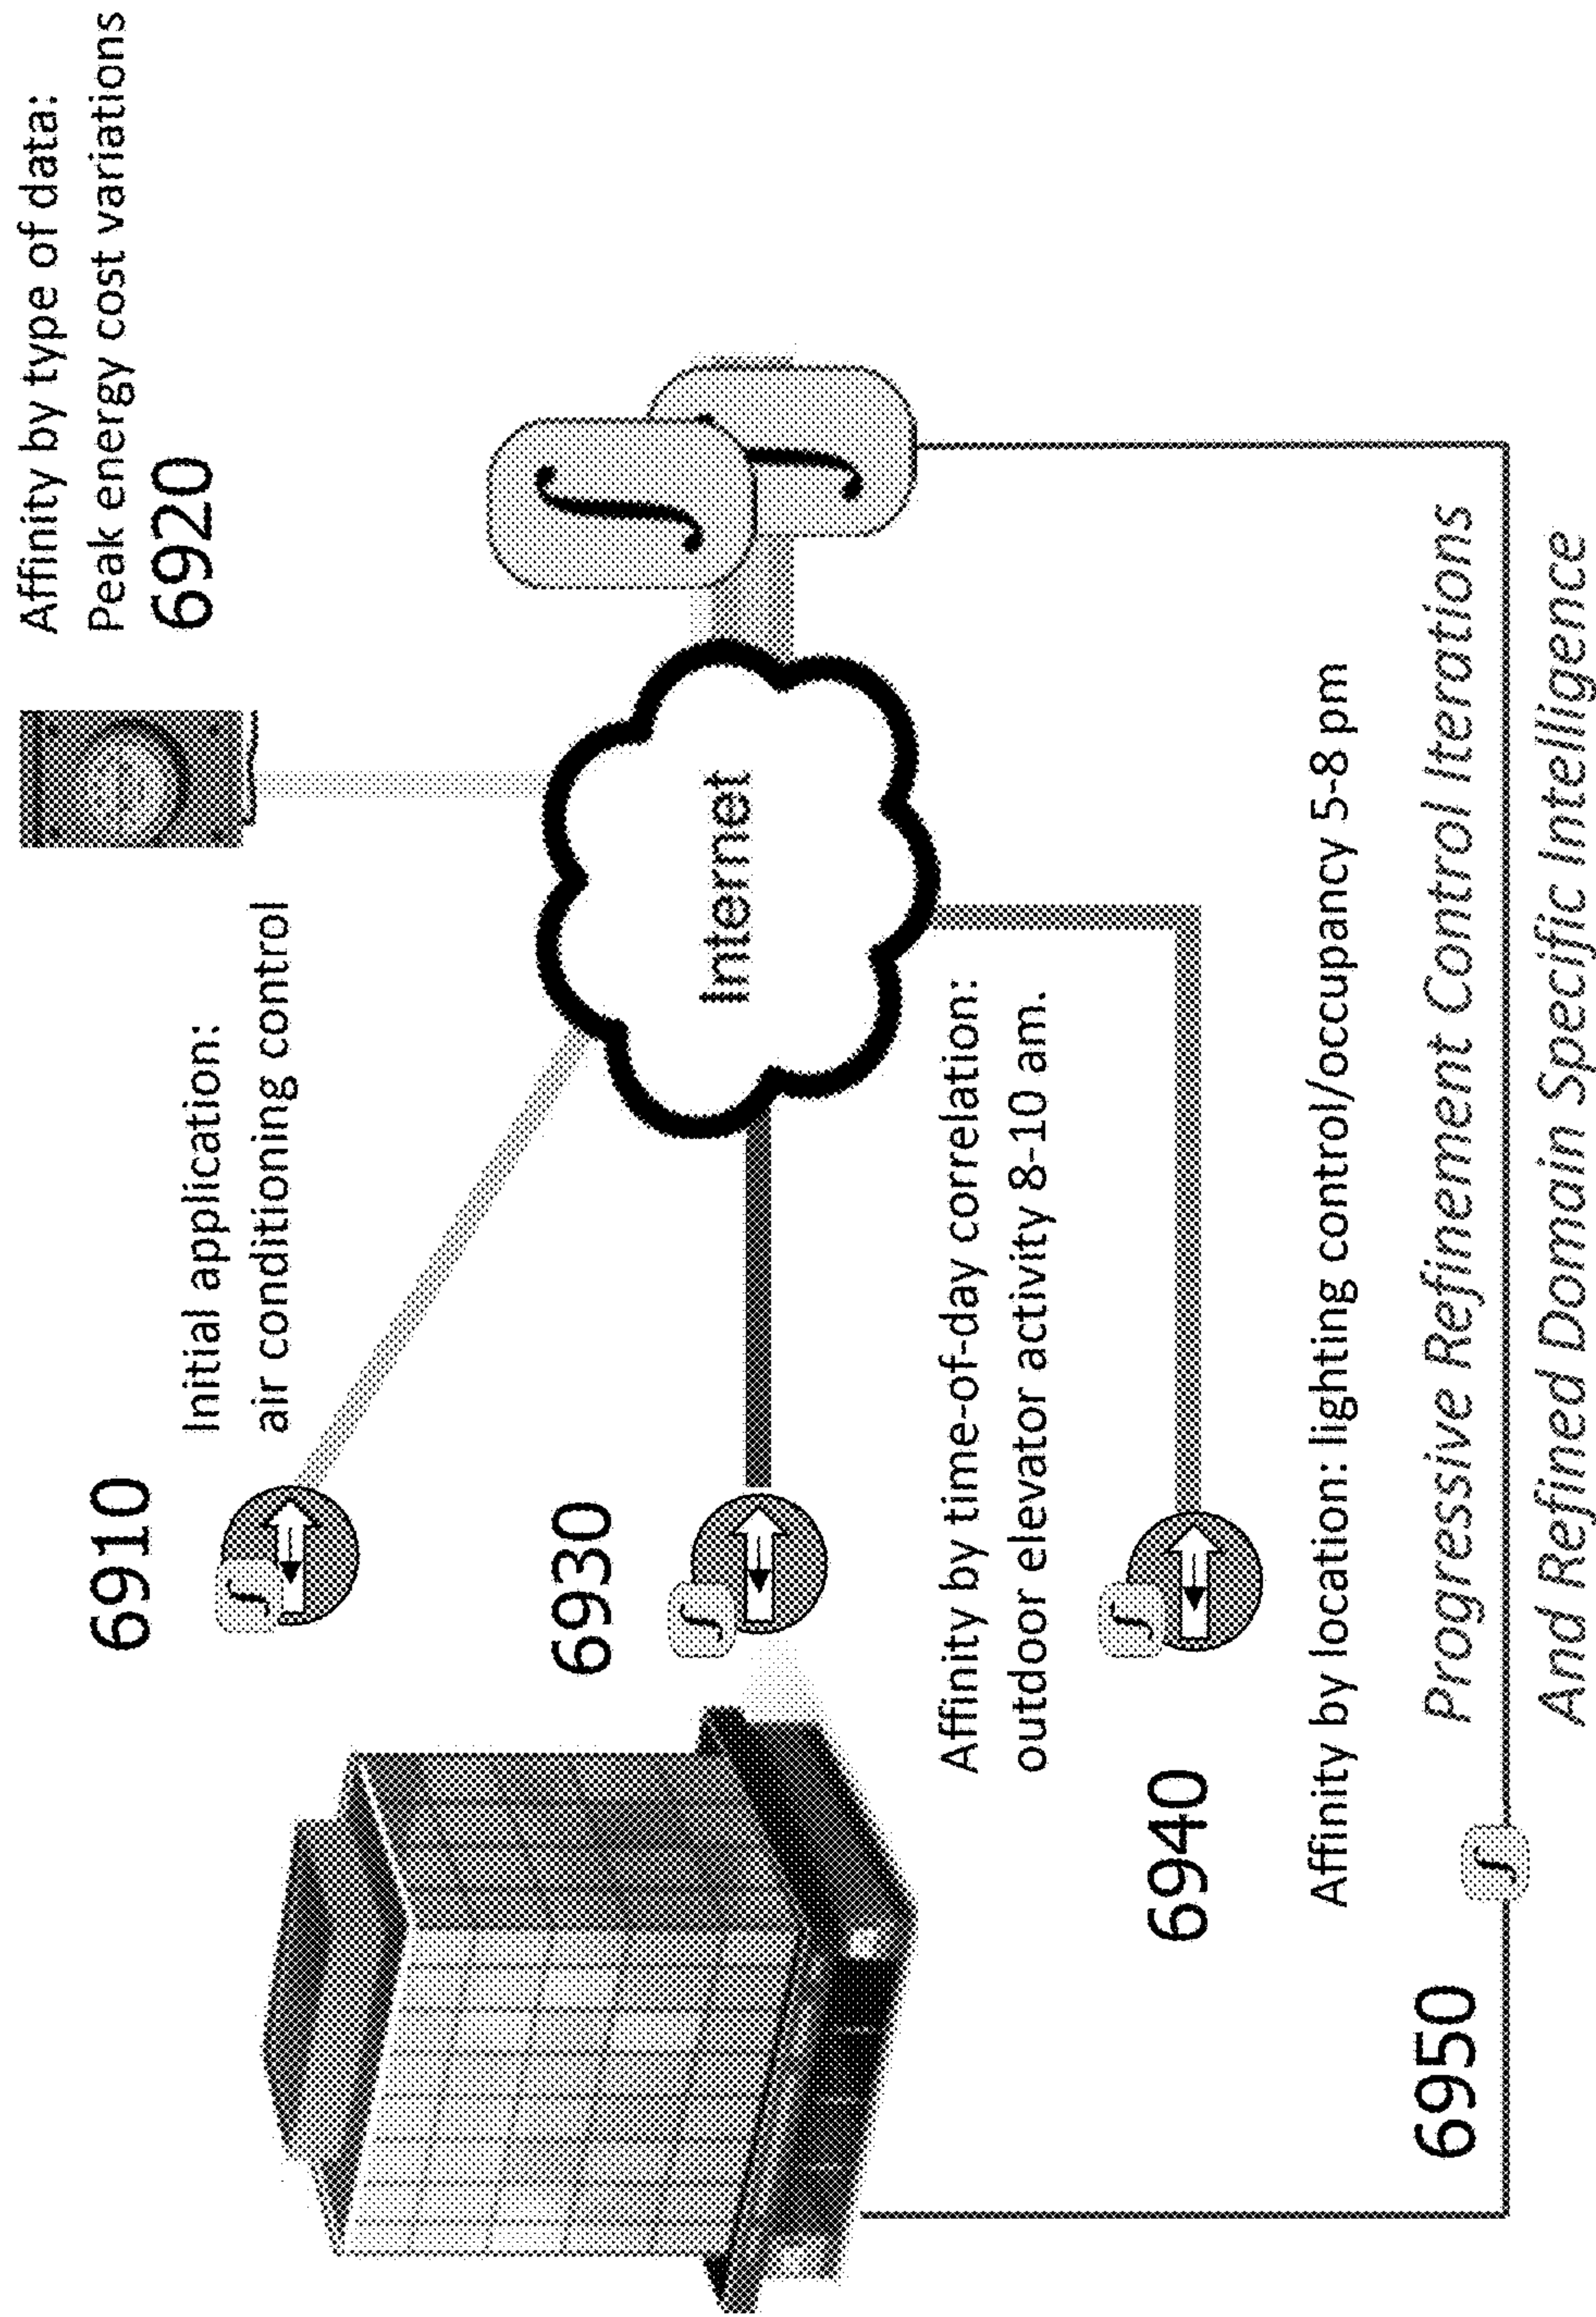 Affinity by type of data:
Peak energy cost variations
6920
6910
Initial application:
air conditioning control
6930
Internet
∫
∫
∫
∫
Affinity by time-of-day correlation:
outdoor elevator activity 8-10 am.
∫
6940
Affinity by location: lighting control/occupancy 5-8 pm
6950
∫
Progressive Refinement Control Iterations
And Refined Domain Specific Intelligence